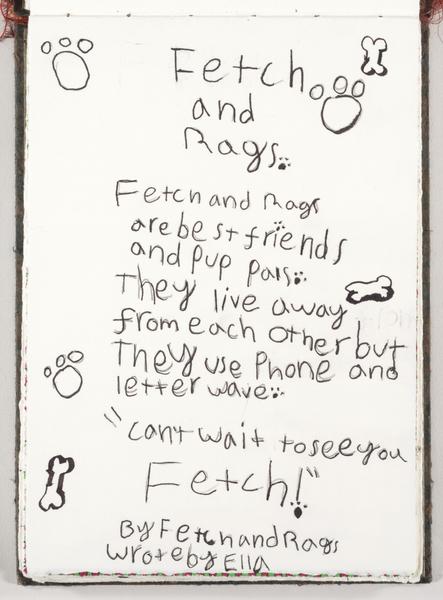 Fetch
and
Rags.
Fetch and Rags
are best friends
and pup pals.
They live away
from each other but
They use Phone and
letter wave.
"can't wait to see you
Fetch!"
By Fetch and Rags
wrote by Ella